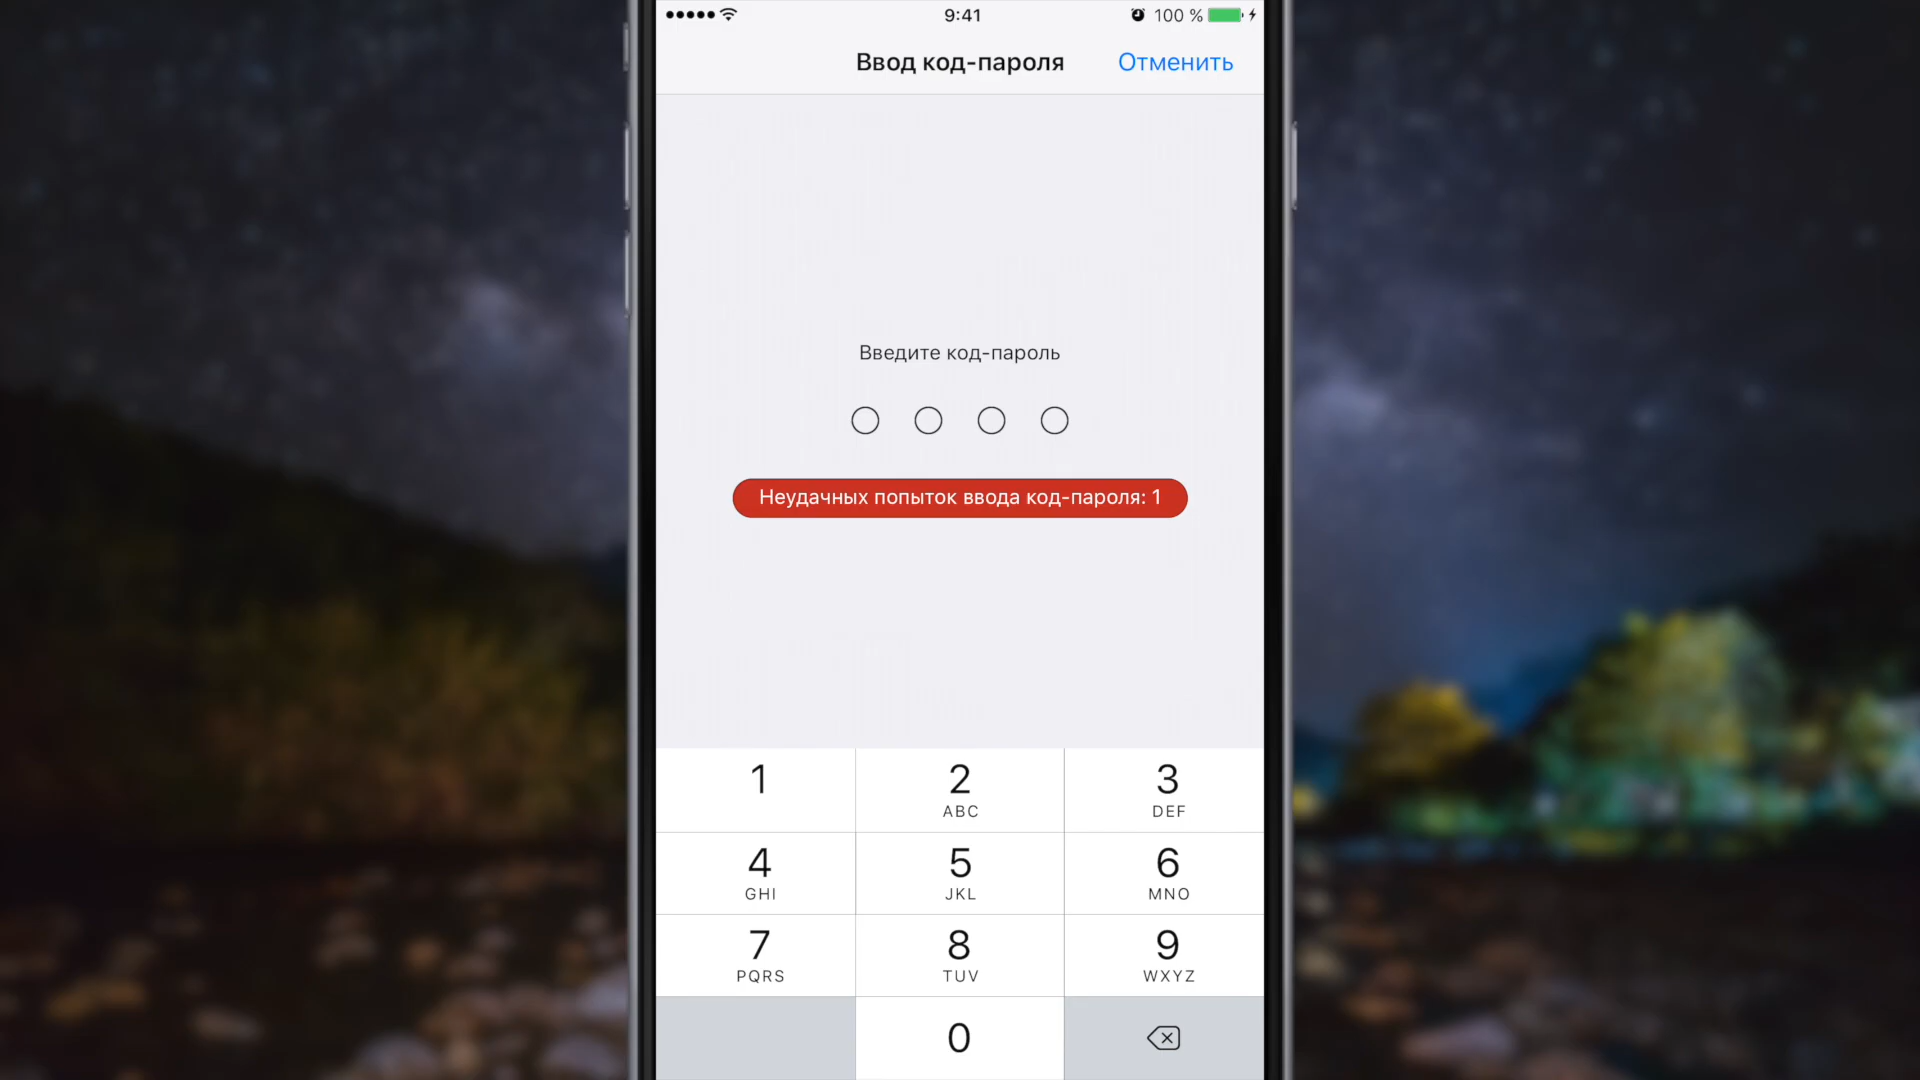 9:41 100 %
Ввод код-пароля Отменить
Введите код-пароль
Неудачных попыток ввода код-пароля: 1
1 2 3
ABC DEF
4 5 6
GHI JKL MNO
7 8 9
PQRS TUV WXYZ
0